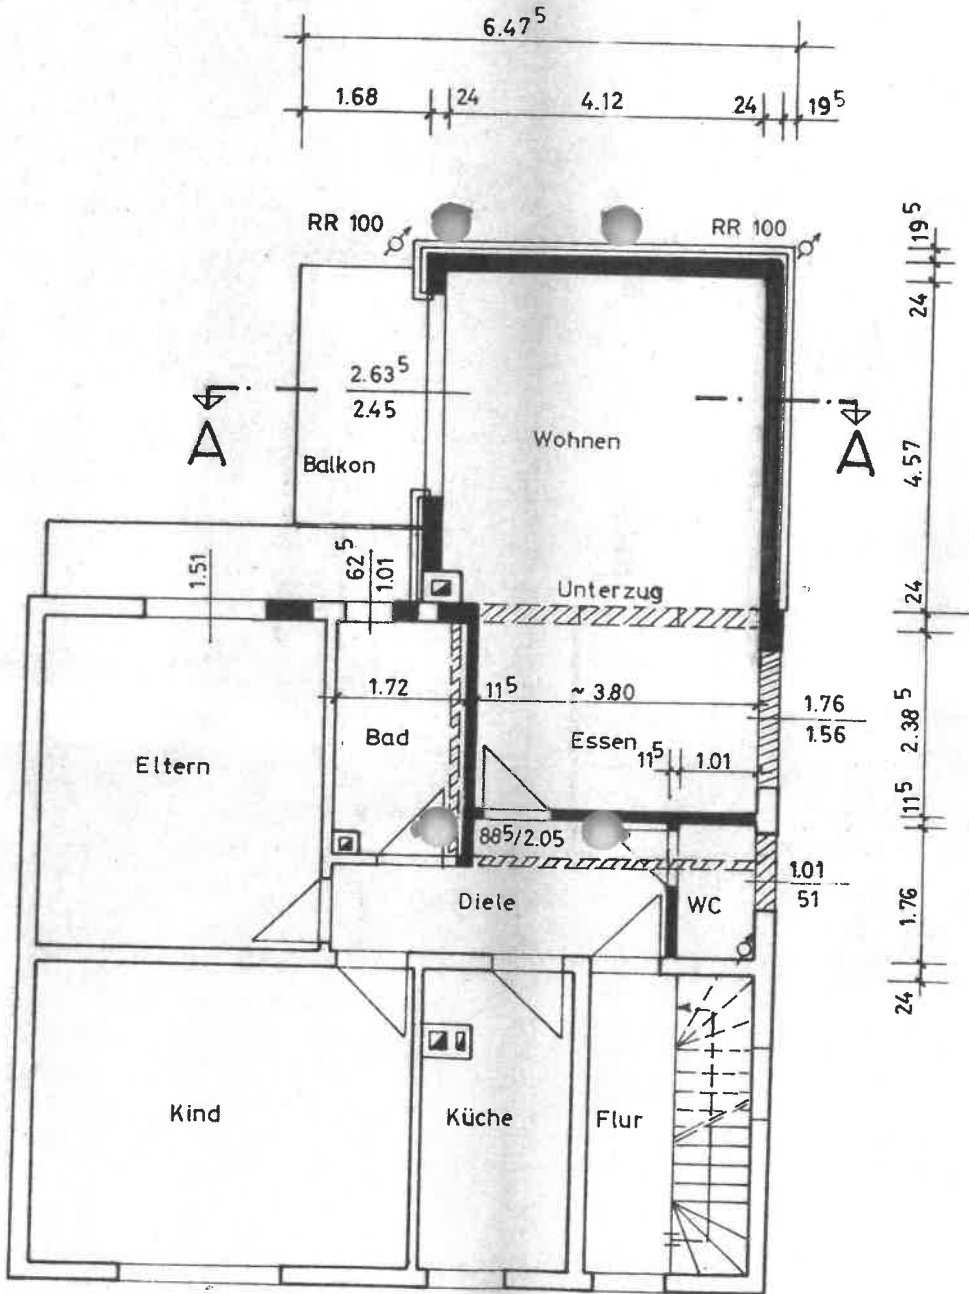 6.47⁵
1.68 24 4.12 24 19⁵
RR 100 RR 100
19⁵
24
2.63⁵
2.45
A Wohnen A
Balkon
4.57
1.51
62⁵
1.01
Unterzug
24
1.72 11⁵ ~ 3.80
1.76
1.56
Bad Essen 11⁵ 1.01
2.38⁵
Eltern
11⁵
88⁵/2.05
1.01
51
Diele WC
1.76
24
Kind Küche Flur